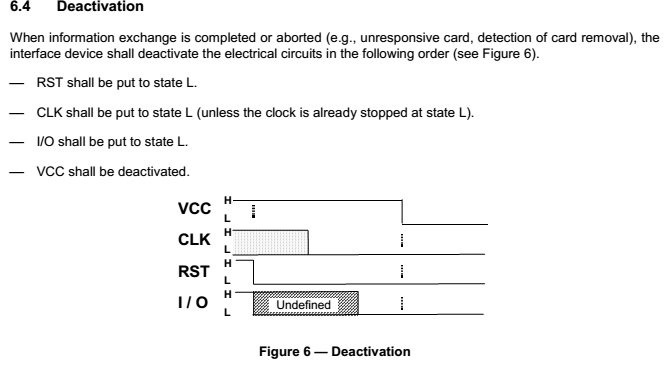 6.4 Deactivation
When information exchange is completed or aborted (e.g., unresponsive card, detection of card removal), the
interface device shall deactivate the electrical circuits in the following order (see Figure 6).
— RST shall be put to state L.
— CLK shall be put to state L (unless the clock is already stopped at state L).
— I/O shall be put to state L.
— VCC shall be deactivated.
VCC H
L
CLK H
L
RST H
L
I / O H
L
Undefined
Figure 6 — Deactivation